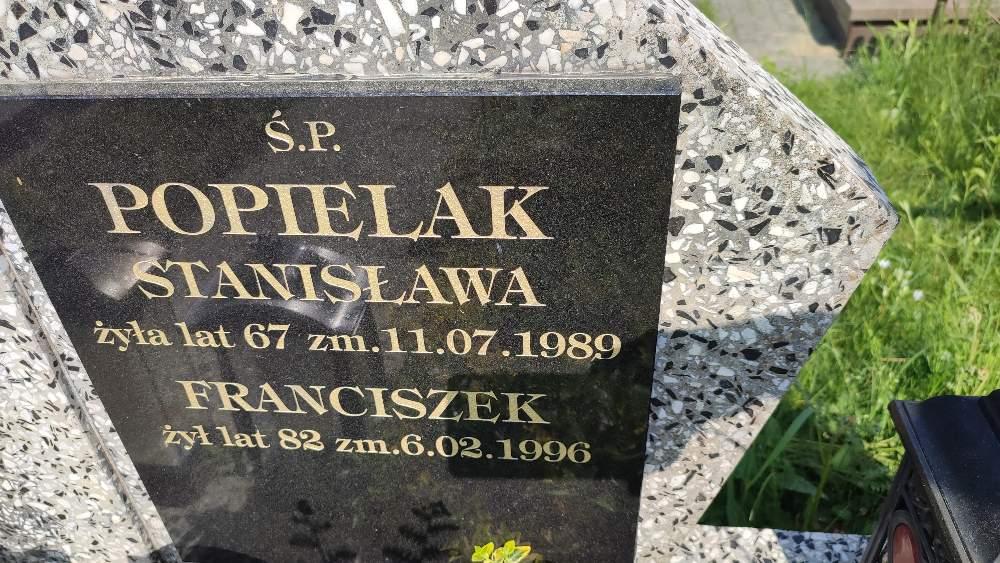 Ś.P.
POPIELAK
STANISŁAWA
żyła lat 67 zm.11.07.1989
FRANCISZEK
żył lat 82 zm.6.02.1996